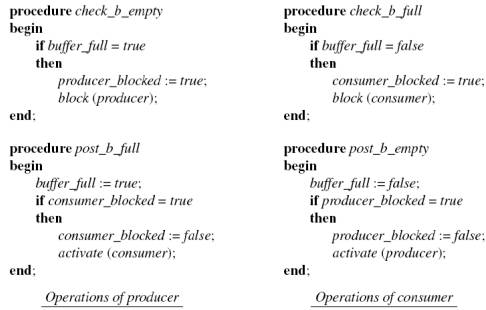 procedure check_b_empty
begin
if buffer_full = true
then
producer_blocked := true;
block (producer);
end;
procedure post_b_full
begin
buffer_full := true;
if consumer_blocked = true
then
consumer_blocked := false;
activate (consumer);
end;
Operations of producer
procedure check_b_full
begin
if buffer_full = false
then
consumer_blocked := true;
block (consumer);
end;
procedure post_b_empty
begin
buffer_full := false;
if producer_blocked = true
then
producer_blocked := false;
activate (producer);
end;
Operations of consumer